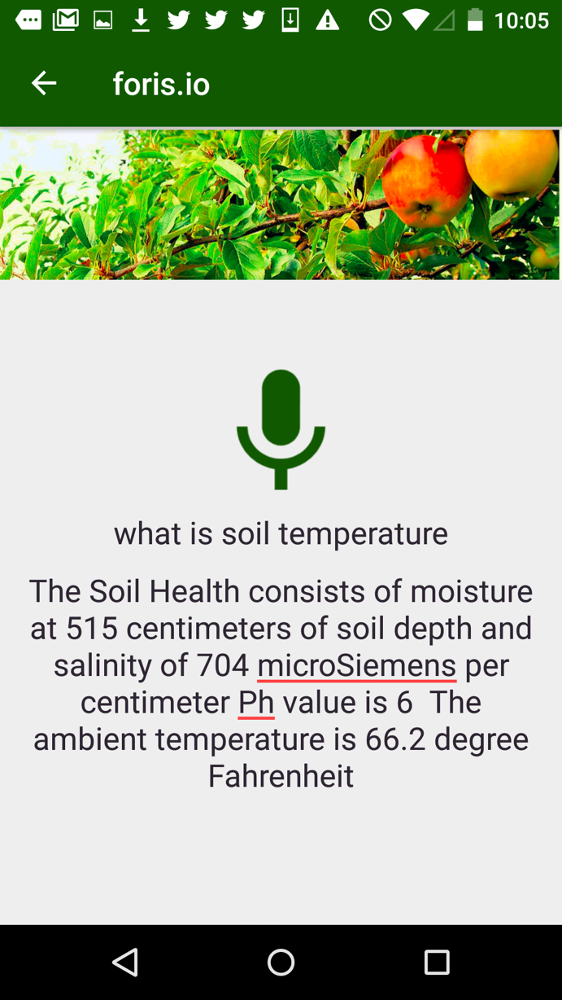 10:05
foris.io
what is soil temperature
The Soil Health consists of moisture
at 515 centimeters of soil depth and
salinity of 704 microSiemens per
centimeter Ph value is 6  The
ambient temperature is 66.2 degree
Fahrenheit